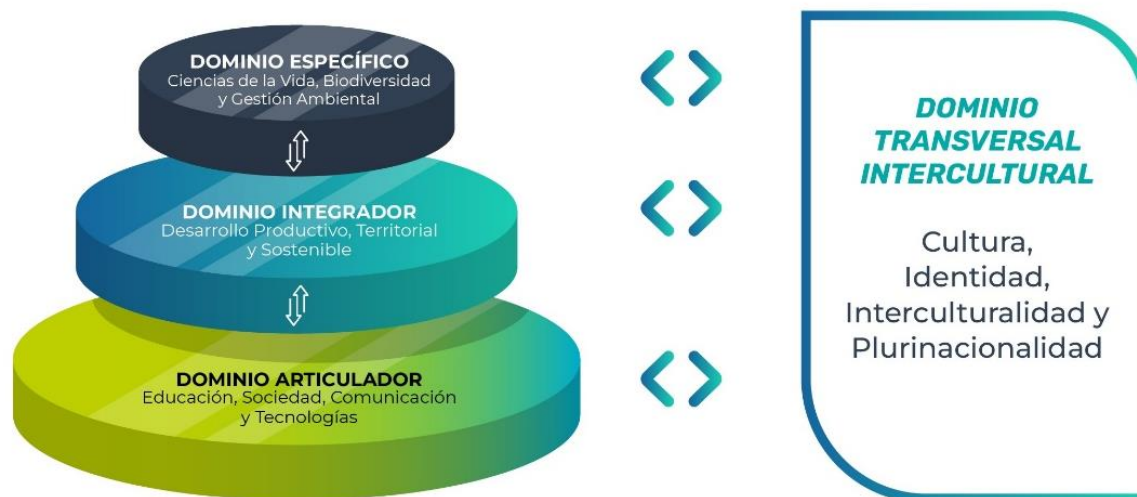 DOMINIO ESPECÍFICO
Ciencias de la Vida, Biodiversidad
y Gestión Ambiental
DOMINIO INTEGRADOR
Desarrollo Productivo, Territorial
y Sostenible
DOMINIO ARTICULADOR
Educación, Sociedad, Comunicación
y Tecnologías
DOMINIO
TRANSVERSAL
INTERCULTURAL
Cultura,
Identidad,
Interculturalidad y
Plurinacionalidad